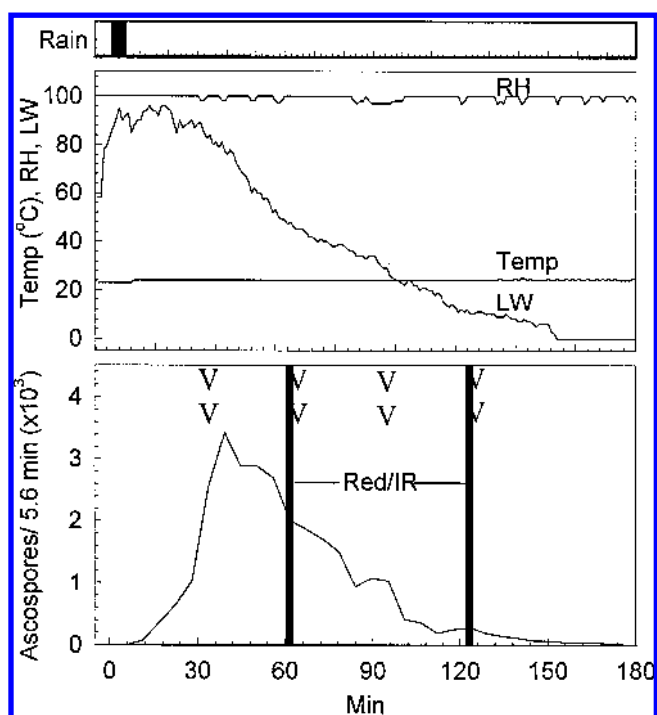 Rain
100
80
60
40
20
0
Temp (°C), RH, LW
RH
Temp
LW
4
3
2
1
0
Ascospores/ 5.6 min (x10³)
V V V V
V V V V
Red/IR
0 30 60 90 120 150 180
Min